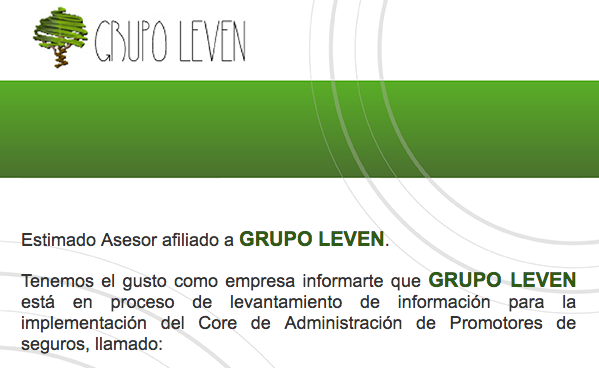 GRUPO LEVEN
Estimado Asesor afiliado a GRUPO LEVEN.
Tenemos el gusto como empresa informarte que GRUPO LEVEN
está en proceso de levantamiento de información para la
implementación del Core de Administración de Promotores de
seguros, llamado: